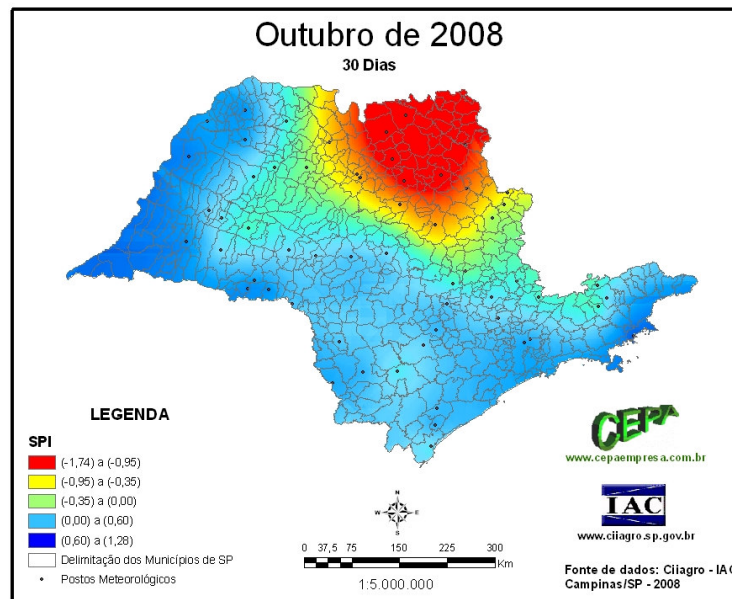 Outubro de 2008
30 Dias
LEGENDA
SPI
(-1,74) a (-0,95)
(-0,95) a (-0,35)
(-0,35) a (0,00)
(0,00) a (0,60)
(0,60) a (1,28)
Delimitação dos Municípios de SP
Postos Meteorológicos
N
W E
S
0 37,5 75 150 225 300
Km
1:5.000.000
CEPA
www.cepaempresa.com.br
IAC
www.ciiagro.sp.gov.br
Fonte de dados: Ciiagro - IAC
Campinas/SP - 2008